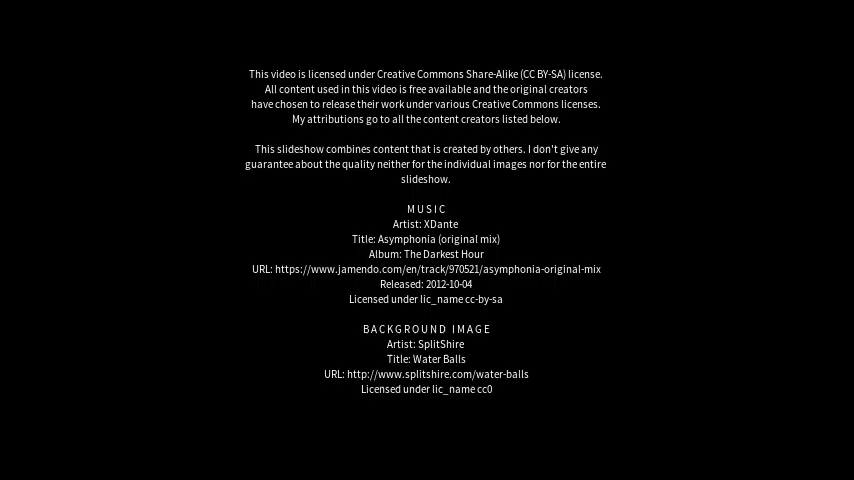 This video is licensed under Creative Commons Share-Alike (CC BY-SA) license.
All content used in this video is free available and the original creators
have chosen to release their work under various Creative Commons licenses.
My attributions go to all the content creators listed below.
This slideshow combines content that is created by others. I don't give any
guarantee about the quality neither for the individual images nor for the entire
slideshow.
MUSIC
Artist: XDante
Title: Asymphonia (original mix)
Album: The Darkest Hour
URL: https://www.jamendo.com/en/track/970521/asymphonia-original-mix
Released: 2012-10-04
Licensed under lic_name cc-by-sa
BACKGROUND IMAGE
Artist: SplitShire
Title: Water Balls
URL: http://www.splitshire.com/water-balls
Licensed under lic_name cc0